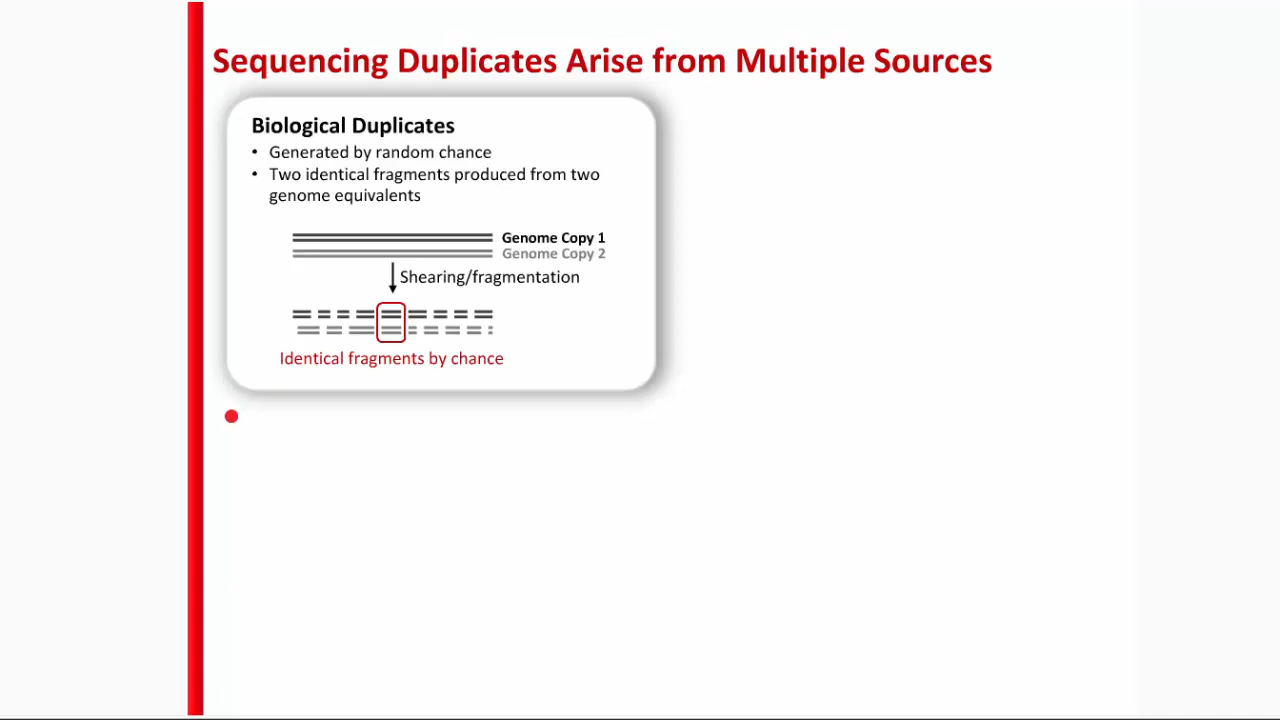 Sequencing Duplicates Arise from Multiple Sources
Biological Duplicates
• Generated by random chance
• Two identical fragments produced from two
genome equivalents
Genome Copy 1
Genome Copy 2
Shearing/fragmentation
Identical fragments by chance